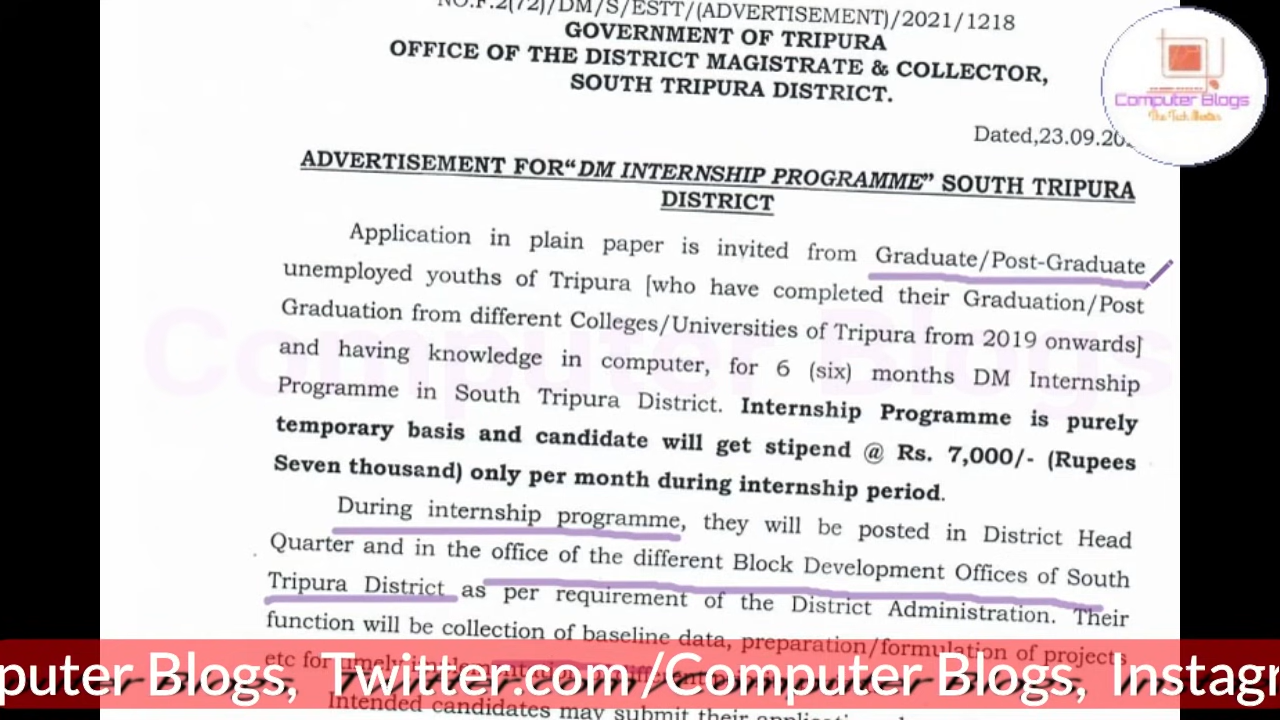 NO.F.2(72)/DM/S/ESTT/(ADVERTISEMENT)/2021/1218
GOVERNMENT OF TRIPURA
OFFICE OF THE DISTRICT MAGISTRATE & COLLECTOR,
SOUTH TRIPURA DISTRICT.
Computer Blogs
Dated,23.09.20
ADVERTISEMENT FOR“DM INTERNSHIP PROGRAMME” SOUTH TRIPURA
DISTRICT
Application in plain paper is invited from Graduate/Post-Graduate
unemployed youths of Tripura [who have completed their Graduation/Post
Graduation from different Colleges/Universities of Tripura from 2019 onwards]
and having knowledge in computer, for 6 (six) months DM Internship
Programme in South Tripura District. Internship Programme is purely
temporary basis and candidate will get stipend @ Rs. 7,000/- (Rupees
Seven thousand) only per month during internship period.
During internship programme, they will be posted in District Head
Quarter and in the office of the different Block Development Offices of South
Tripura District as per requirement of the District Administration. Their
function will be collection of baseline data, preparation/formulation of projects
etc for timely
Intended candidates may submit their
Computer Blogs
puter Blogs, Twitter.com/Computer Blogs, Instagr